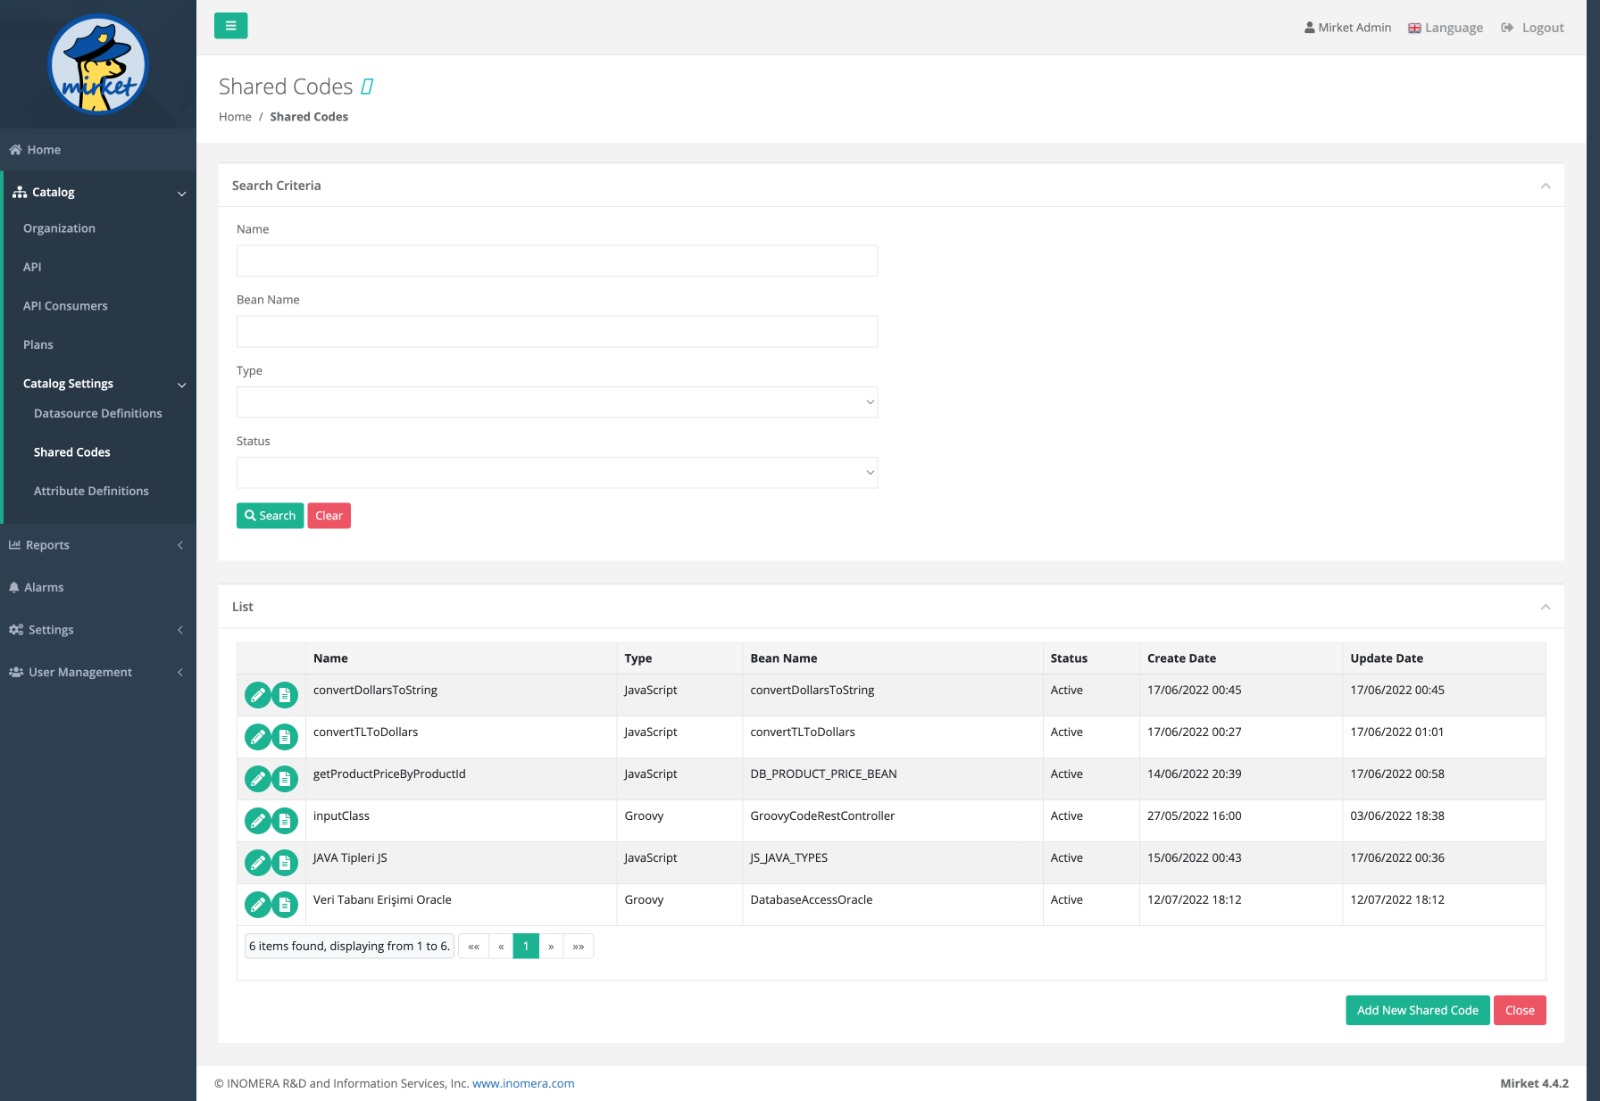 mirket
Mirket Admin
Language
Logout
Shared Codes
Home / Shared Codes
Home
Catalog
Organization
API
API Consumers
Plans
Catalog Settings
Datasource Definitions
Shared Codes
Attribute Definitions
Reports
Alarms
Settings
User Management
Search Criteria
Name
Bean Name
Type
Status
Search
Clear
List
Name Type Bean Name Status Create Date Update Date
convertDollarsToString JavaScript convertDollarsToString Active 17/06/2022 00:45 17/06/2022 00:45
convertTLToDollars JavaScript convertTLToDollars Active 17/06/2022 00:27 17/06/2022 01:01
getProductPriceByProductId JavaScript DB_PRODUCT_PRICE_BEAN Active 14/06/2022 20:39 17/06/2022 00:58
inputClass Groovy GroovyCodeRestController Active 27/05/2022 16:00 03/06/2022 18:38
JAVA Tipleri JS JavaScript JS_JAVA_TYPES Active 15/06/2022 00:43 17/06/2022 00:36
Veri Tabanı Erişimi Oracle Groovy DatabaseAccessOracle Active 12/07/2022 18:12 12/07/2022 18:12
6 items found, displaying from 1 to 6. «« « 1 » »»
Add New Shared Code
Close
© INOMERA R&D and Information Services, Inc. www.inomera.com
Mirket 4.4.2